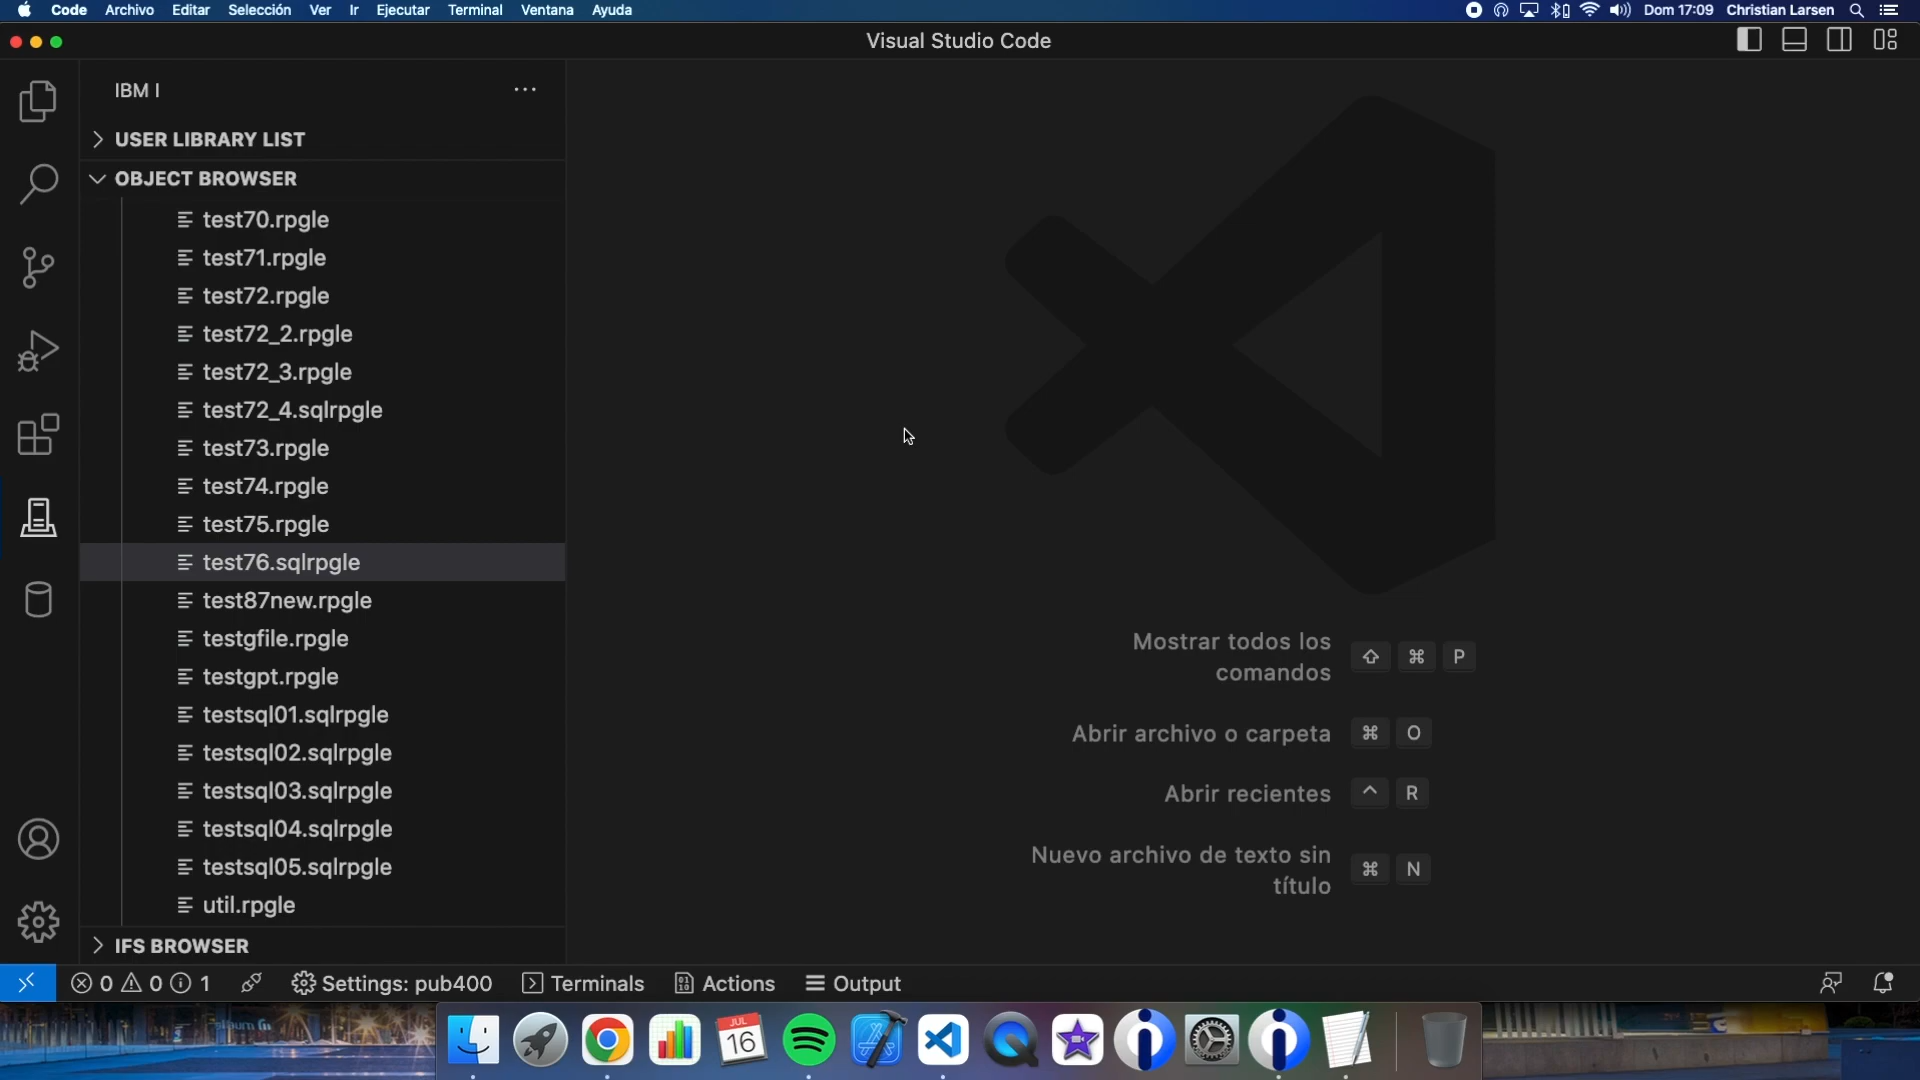 Code Archivo Editar Selección Ver Ir Ejecutar Terminal Ventana Ayuda Dom 17:09 Christian Larsen
Visual Studio Code
IBM I
USER LIBRARY LIST
OBJECT BROWSER
test70.rpgle
test71.rpgle
test72.rpgle
test72_2.rpgle
test72_3.rpgle
test72_4.sqlrpgle
test73.rpgle
test74.rpgle
test75.rpgle
test76.sqlrpgle
test87new.rpgle
testgfile.rpgle
testgpt.rpgle
testsql01.sqlrpgle
testsql02.sqlrpgle
testsql03.sqlrpgle
testsql04.sqlrpgle
testsql05.sqlrpgle
util.rpgle
IFS BROWSER
Mostrar todos los
comandos ⇧ ⌘ P
Abrir archivo o carpeta ⌘ O
Abrir recientes ^ R
Nuevo archivo de texto sin
título ⌘ N
0 0 1 Settings: pub400 Terminals Actions Output
JUL
16